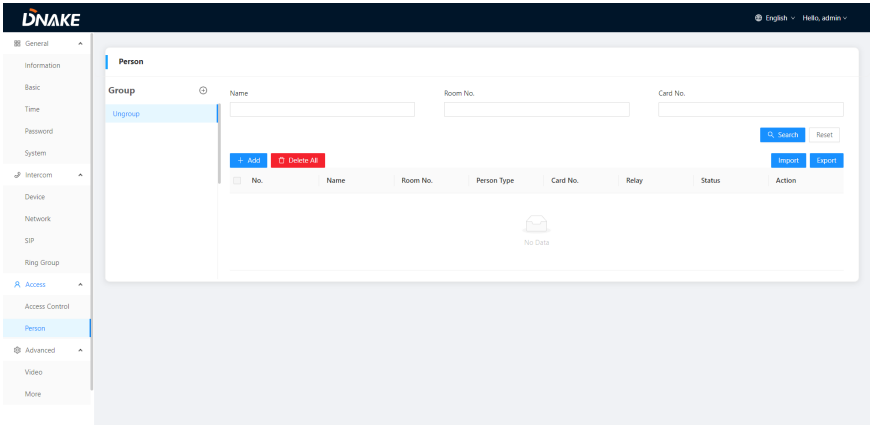 DNAKE
English
Hello, admin
General
Information
Basic
Time
Password
System
Intercom
Device
Network
SIP
Ring Group
Access
Access Control
Person
Advanced
Video
More
Person
Group
Ungroup
Name Room No. Card No.
Search Reset
+ Add Delete All Import Export
No. Name Room No. Person Type Card No. Relay Status Action
No Data